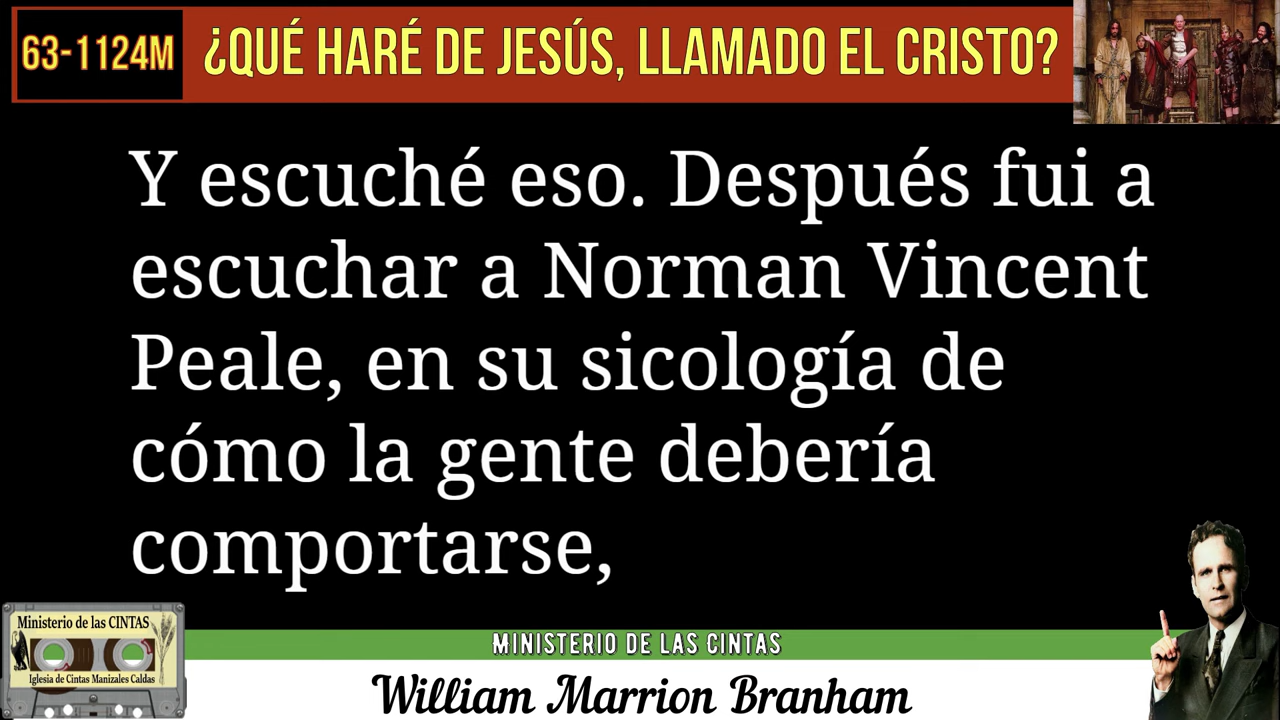 63-1124M
¿QUÉ HARÉ DE JESÚS, LLAMADO EL CRISTO?
Y escuché eso. Después fui a
escuchar a Norman Vincent
Peale, en su sicología de
cómo la gente debería
comportarse,
Ministerio de las CINTAS
Iglesia de Cintas Manizales Caldas
MINISTERIO DE LAS CINTAS
William Marrion Branham